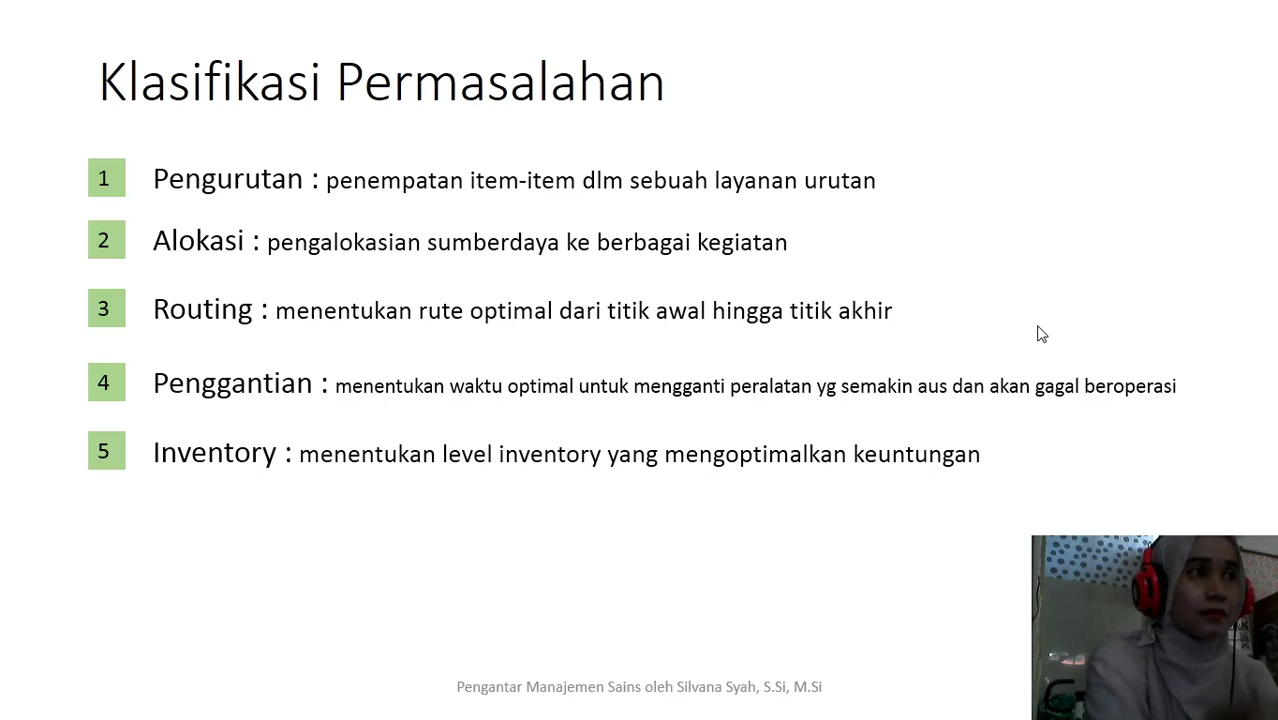 Klasifikasi Permasalahan
1 Pengurutan : penempatan item-item dlm sebuah layanan urutan
2 Alokasi : pengalokasian sumberdaya ke berbagai kegiatan
3 Routing : menentukan rute optimal dari titik awal hingga titik akhir
4 Penggantian : menentukan waktu optimal untuk mengganti peralatan yg semakin aus dan akan gagal beroperasi
5 Inventory : menentukan level inventory yang mengoptimalkan keuntungan
Pengantar Manajemen Sains oleh Silvana Syah, S.Si, M.Si